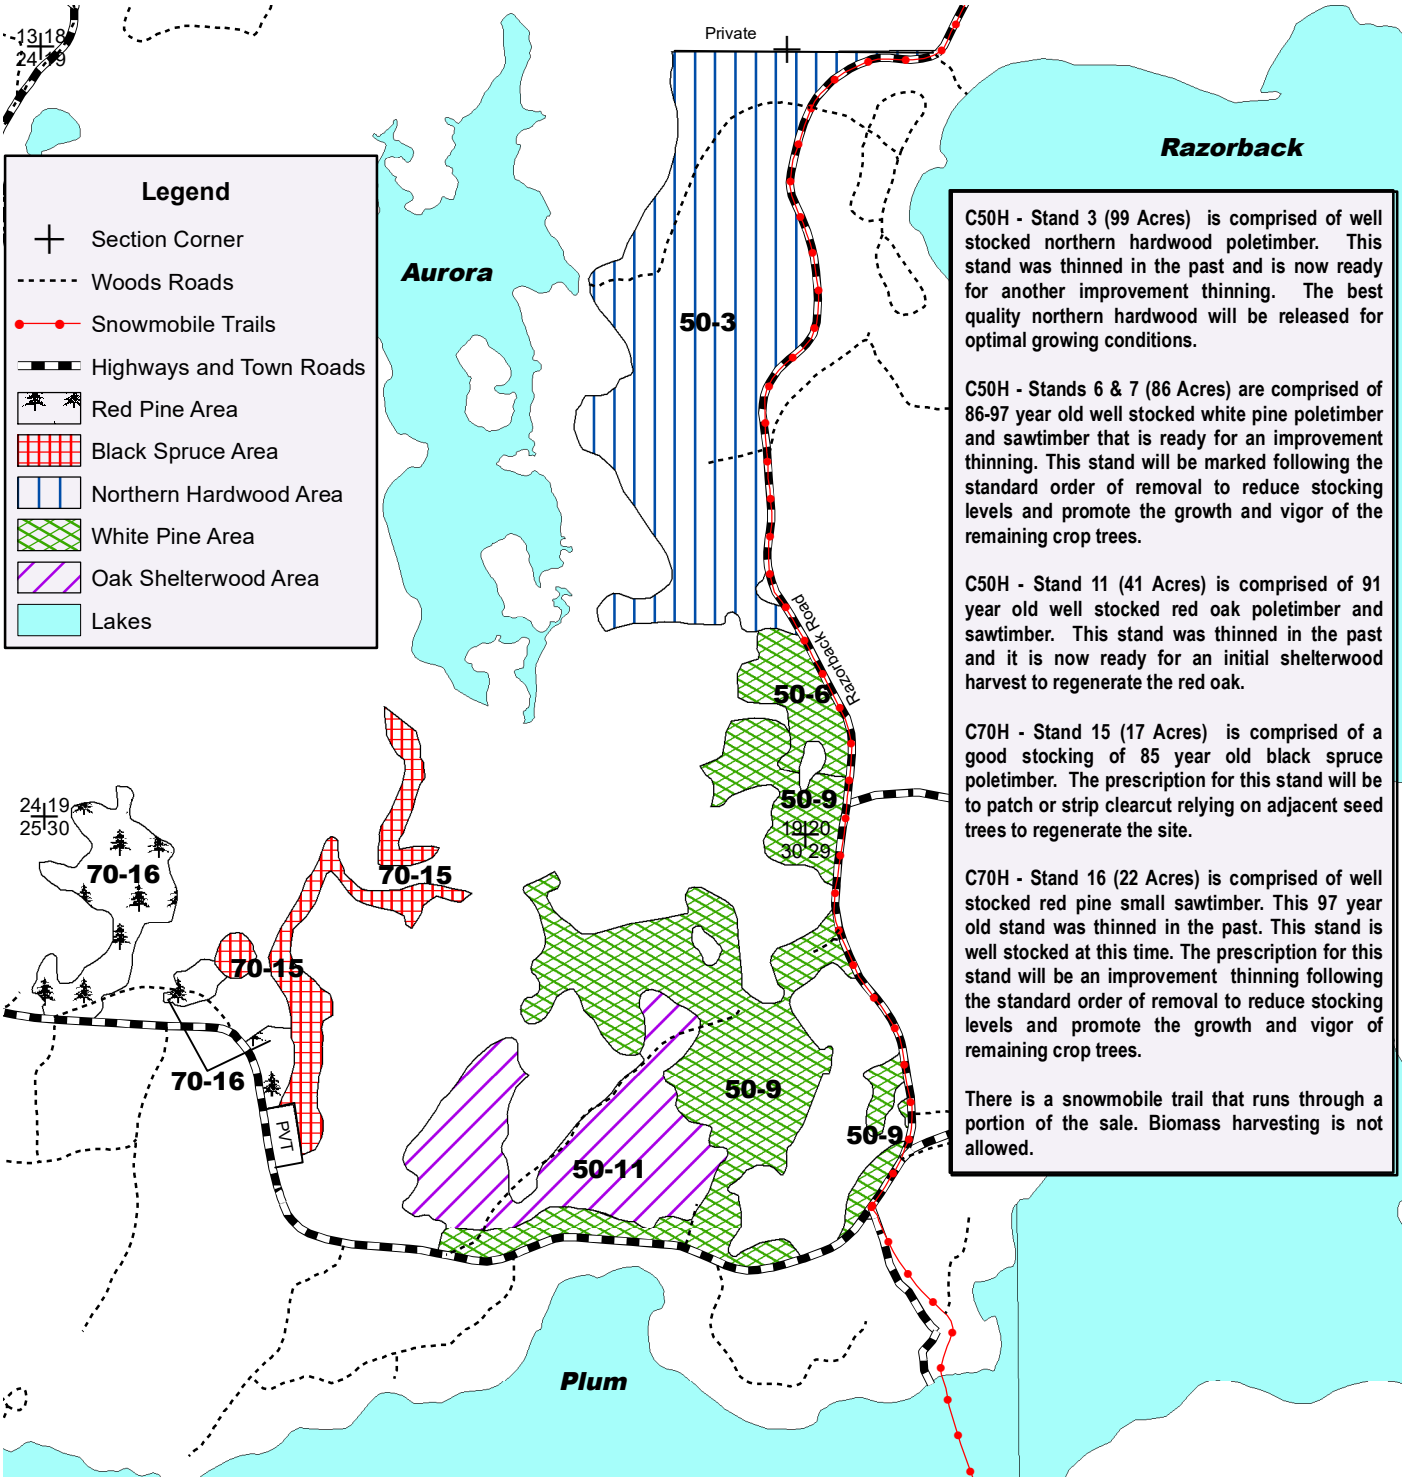 Private
13 18
24 19
Razorback
Aurora
Legend
Section Corner
Woods Roads
Snowmobile Trails
Highways and Town Roads
Red Pine Area
Black Spruce Area
Northern Hardwood Area
White Pine Area
Oak Shelterwood Area
Lakes
C50H - Stand 3 (99 Acres) is comprised of well
stocked northern hardwood poletimber. This
stand was thinned in the past and is now ready
for another improvement thinning. The best
quality northern hardwood will be released for
optimal growing conditions.
C50H - Stands 6 & 7 (86 Acres) are comprised of
86-97 year old well stocked white pine poletimber
and sawtimber that is ready for an improvement
thinning. This stand will be marked following the
standard order of removal to reduce stocking
levels and promote the growth and vigor of the
remaining crop trees.
C50H - Stand 11 (41 Acres) is comprised of 91
year old well stocked red oak poletimber and
sawtimber. This stand was thinned in the past
and it is now ready for an initial shelterwood
harvest to regenerate the red oak.
C70H - Stand 15 (17 Acres) is comprised of a
good stocking of 85 year old black spruce
poletimber. The prescription for this stand will be
to patch or strip clearcut relying on adjacent seed
trees to regenerate the site.
C70H - Stand 16 (22 Acres) is comprised of well
stocked red pine small sawtimber. This 97 year
old stand was thinned in the past. This stand is
well stocked at this time. The prescription for this
stand will be an improvement thinning following
the standard order of removal to reduce stocking
levels and promote the growth and vigor of
remaining crop trees.
There is a snowmobile trail that runs through a
portion of the sale. Biomass harvesting is not
allowed.
50-3
Razorback Road
50-6
50-9
19 20
30 29
24 19
25 30
70-16
70-15
70-15
70-16
50-9
50-9
PVT
50-11
Plum